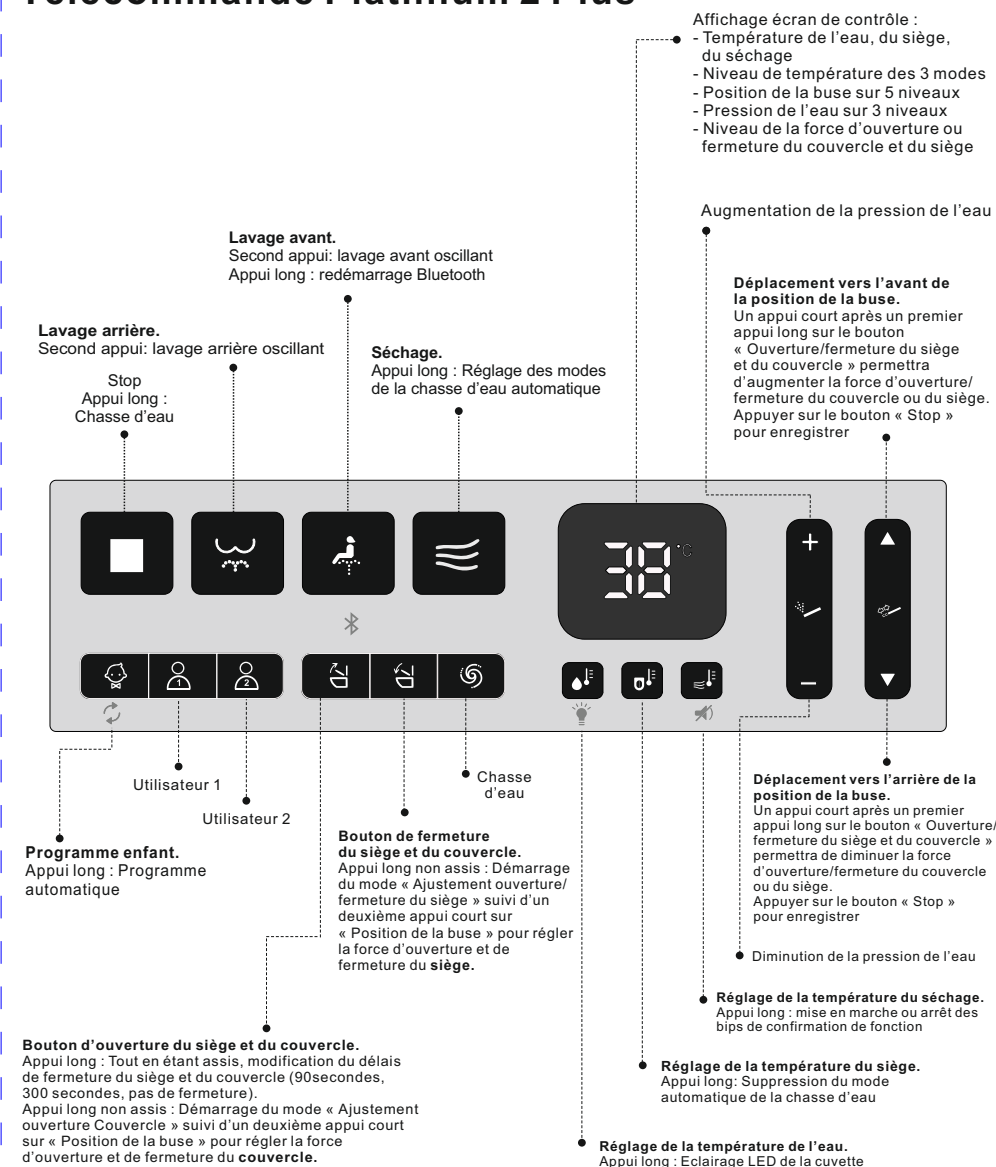 Télécommande Platinium 2 Plus
Affichage écran de contrôle :
- Température de l'eau, du siège,
du séchage
- Niveau de température des 3 modes
- Position de la buse sur 5 niveaux
- Pression de l'eau sur 3 niveaux
- Niveau de la force d'ouverture ou
fermeture du couvercle et du siège
Augmentation de la pression de l'eau
Lavage avant.
Second appui: lavage avant oscillant
Appui long : redémarrage Bluetooth
Déplacement vers l'avant de
la position de la buse.
Un appui court après un premier
appui long sur le bouton
« Ouverture/fermeture du siège
et du couvercle » permettra
d'augmenter la force d'ouverture/
fermeture du couvercle ou du siège.
Appuyer sur le bouton « Stop »
pour enregistrer
Lavage arrière.
Second appui: lavage arrière oscillant
Séchage.
Appui long : Réglage des modes
de la chasse d'eau automatique
Stop
Appui long :
Chasse d'eau
38 °C
+
−
1
2
Utilisateur 1
Utilisateur 2
Chasse
d'eau
Programme enfant.
Appui long : Programme
automatique
Bouton de fermeture
du siège et du couvercle.
Appui long non assis : Démarrage
du mode « Ajustement ouverture/
fermeture du siège » suivi d'un
deuxième appui court sur
« Position de la buse » pour régler
la force d'ouverture et de
fermeture du siège.
Déplacement vers l'arrière de la
position de la buse.
Un appui court après un premier
appui long sur le bouton « Ouverture/
fermeture du siège et du couvercle »
permettra de diminuer la force
d'ouverture/fermeture du couvercle
ou du siège.
Appuyer sur le bouton « Stop »
pour enregistrer
Diminution de la pression de l'eau
Réglage de la température du séchage.
Appui long : mise en marche ou arrêt des
bips de confirmation de fonction
Bouton d'ouverture du siège et du couvercle.
Appui long : Tout en étant assis, modification du délais
de fermeture du siège et du couvercle (90secondes,
300 secondes, pas de fermeture).
Appui long non assis : Démarrage du mode « Ajustement
ouverture Couvercle » suivi d'un deuxième appui court
sur « Position de la buse » pour régler la force
d'ouverture et de fermeture du couvercle.
Réglage de la température du siège.
Appui long: Suppression du mode
automatique de la chasse d'eau
Réglage de la température de l'eau.
Appui long : Eclairage LED de la cuvette